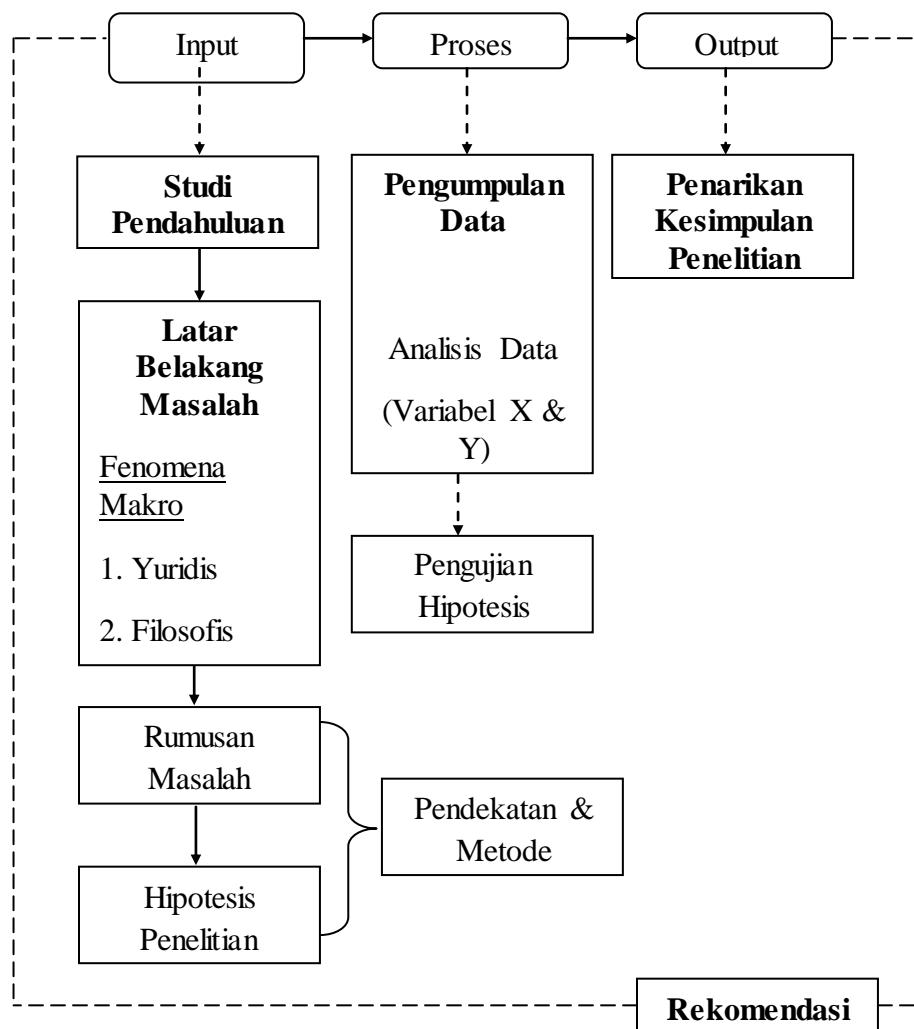 Input
Proses
Output
Studi
Pendahuluan
Latar
Belakang
Masalah
Fenomena
Makro
1. Yuridis
2. Filosofis
Rumusan
Masalah
Hipotesis
Penelitian
Pendekatan &
Metode
Pengumpulan
Data
Analisis Data
(Variabel X &
Y)
Pengujian
Hipotesis
Penarikan
Kesimpulan
Penelitian
Rekomendasi